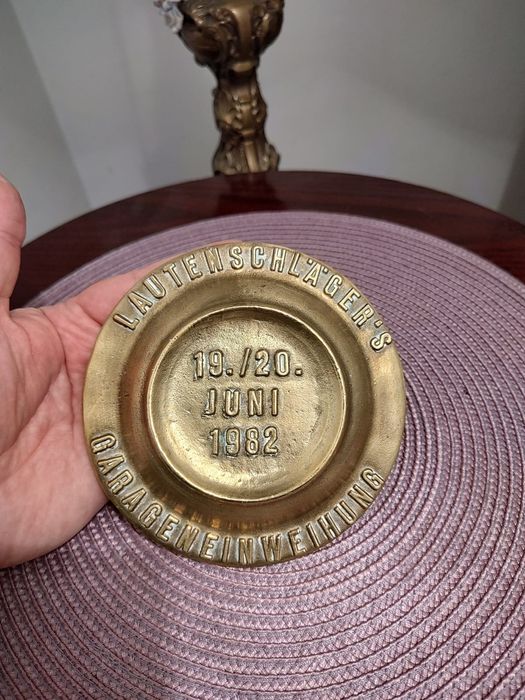 LAUTENSCHLÄGER'S
19./20.
JUNI
1982
GARAGENEINWEIHUNG